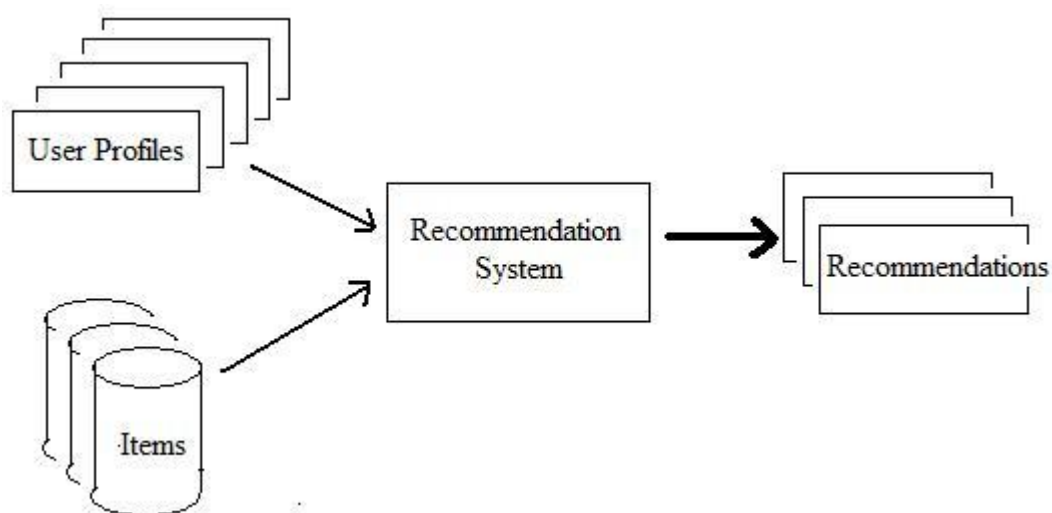 User Profiles
Recommendation
System
Recommendations
Items